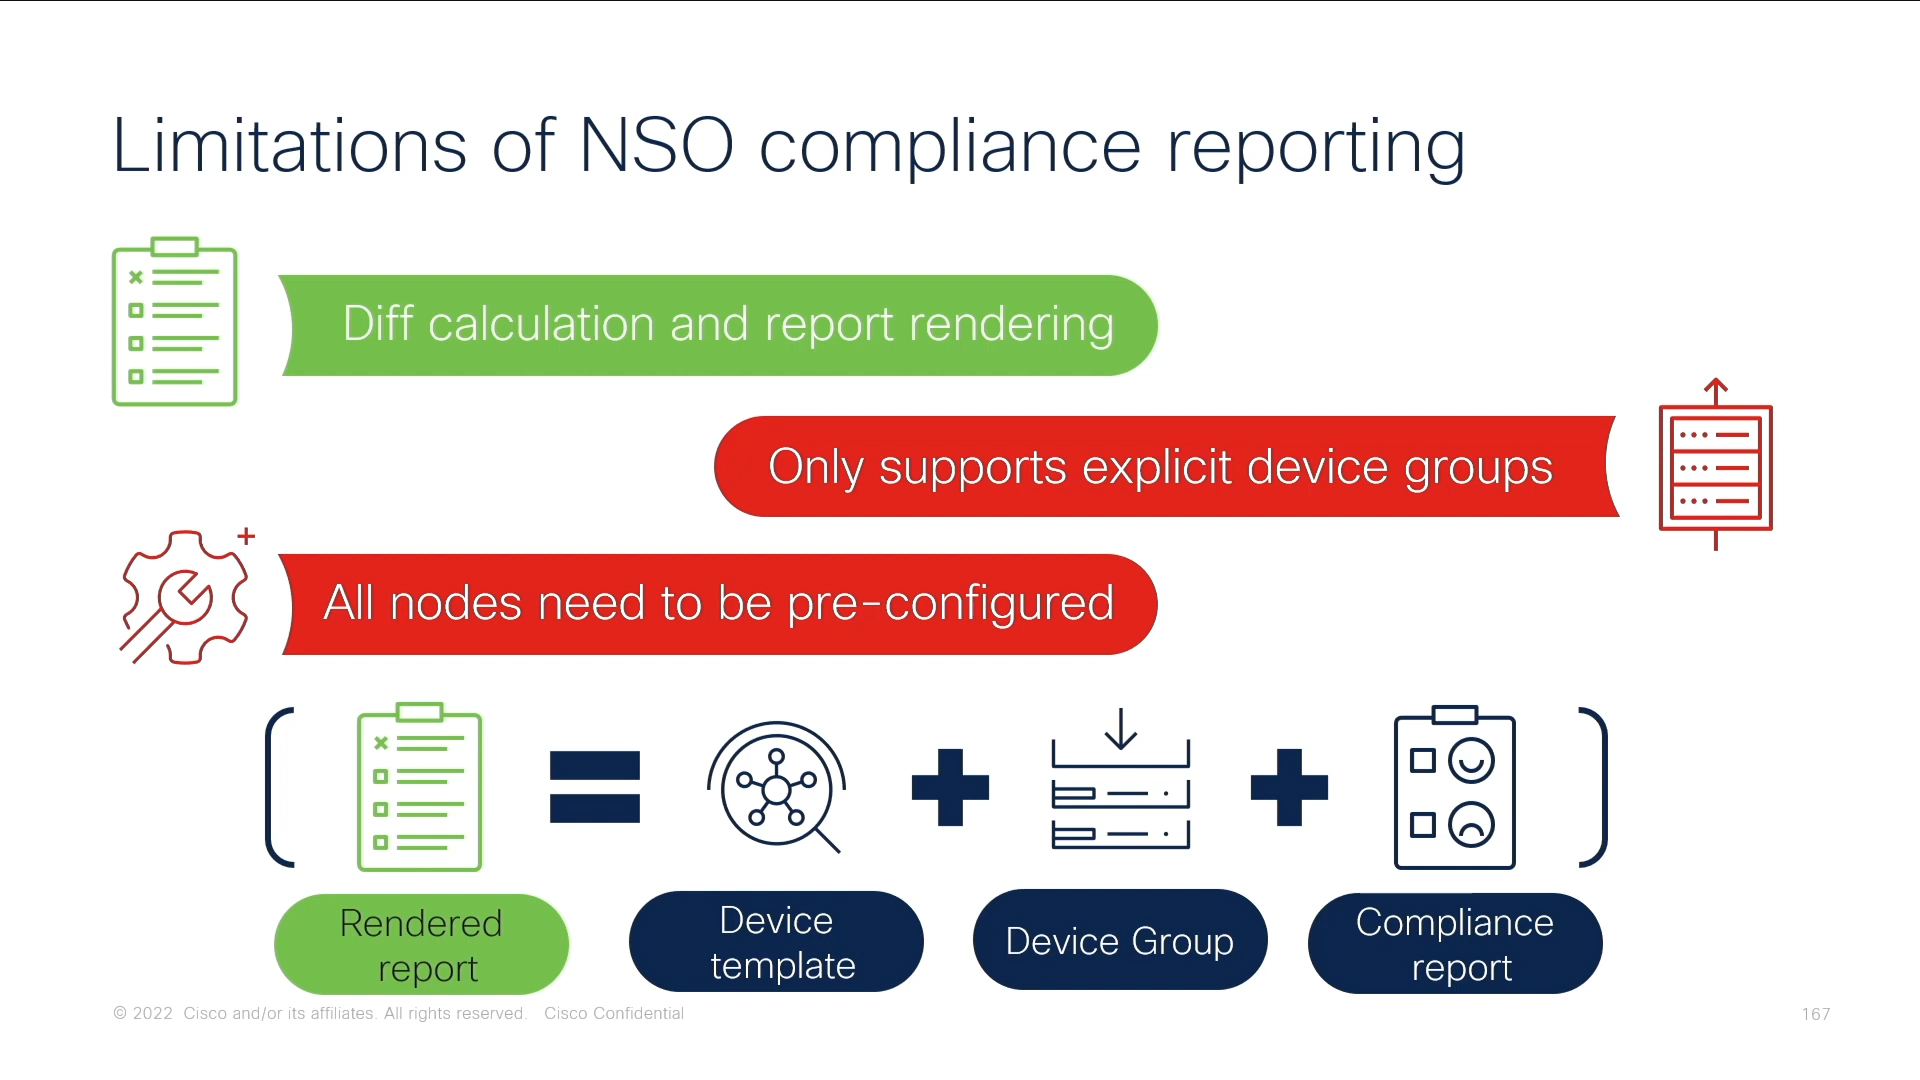 Limitations of NSO compliance reporting
Diff calculation and report rendering
Only supports explicit device groups
All nodes need to be pre-configured
Rendered
report
Device
template
Device Group
Compliance
report
© 2022 Cisco and/or its affiliates. All rights reserved. Cisco Confidential
167